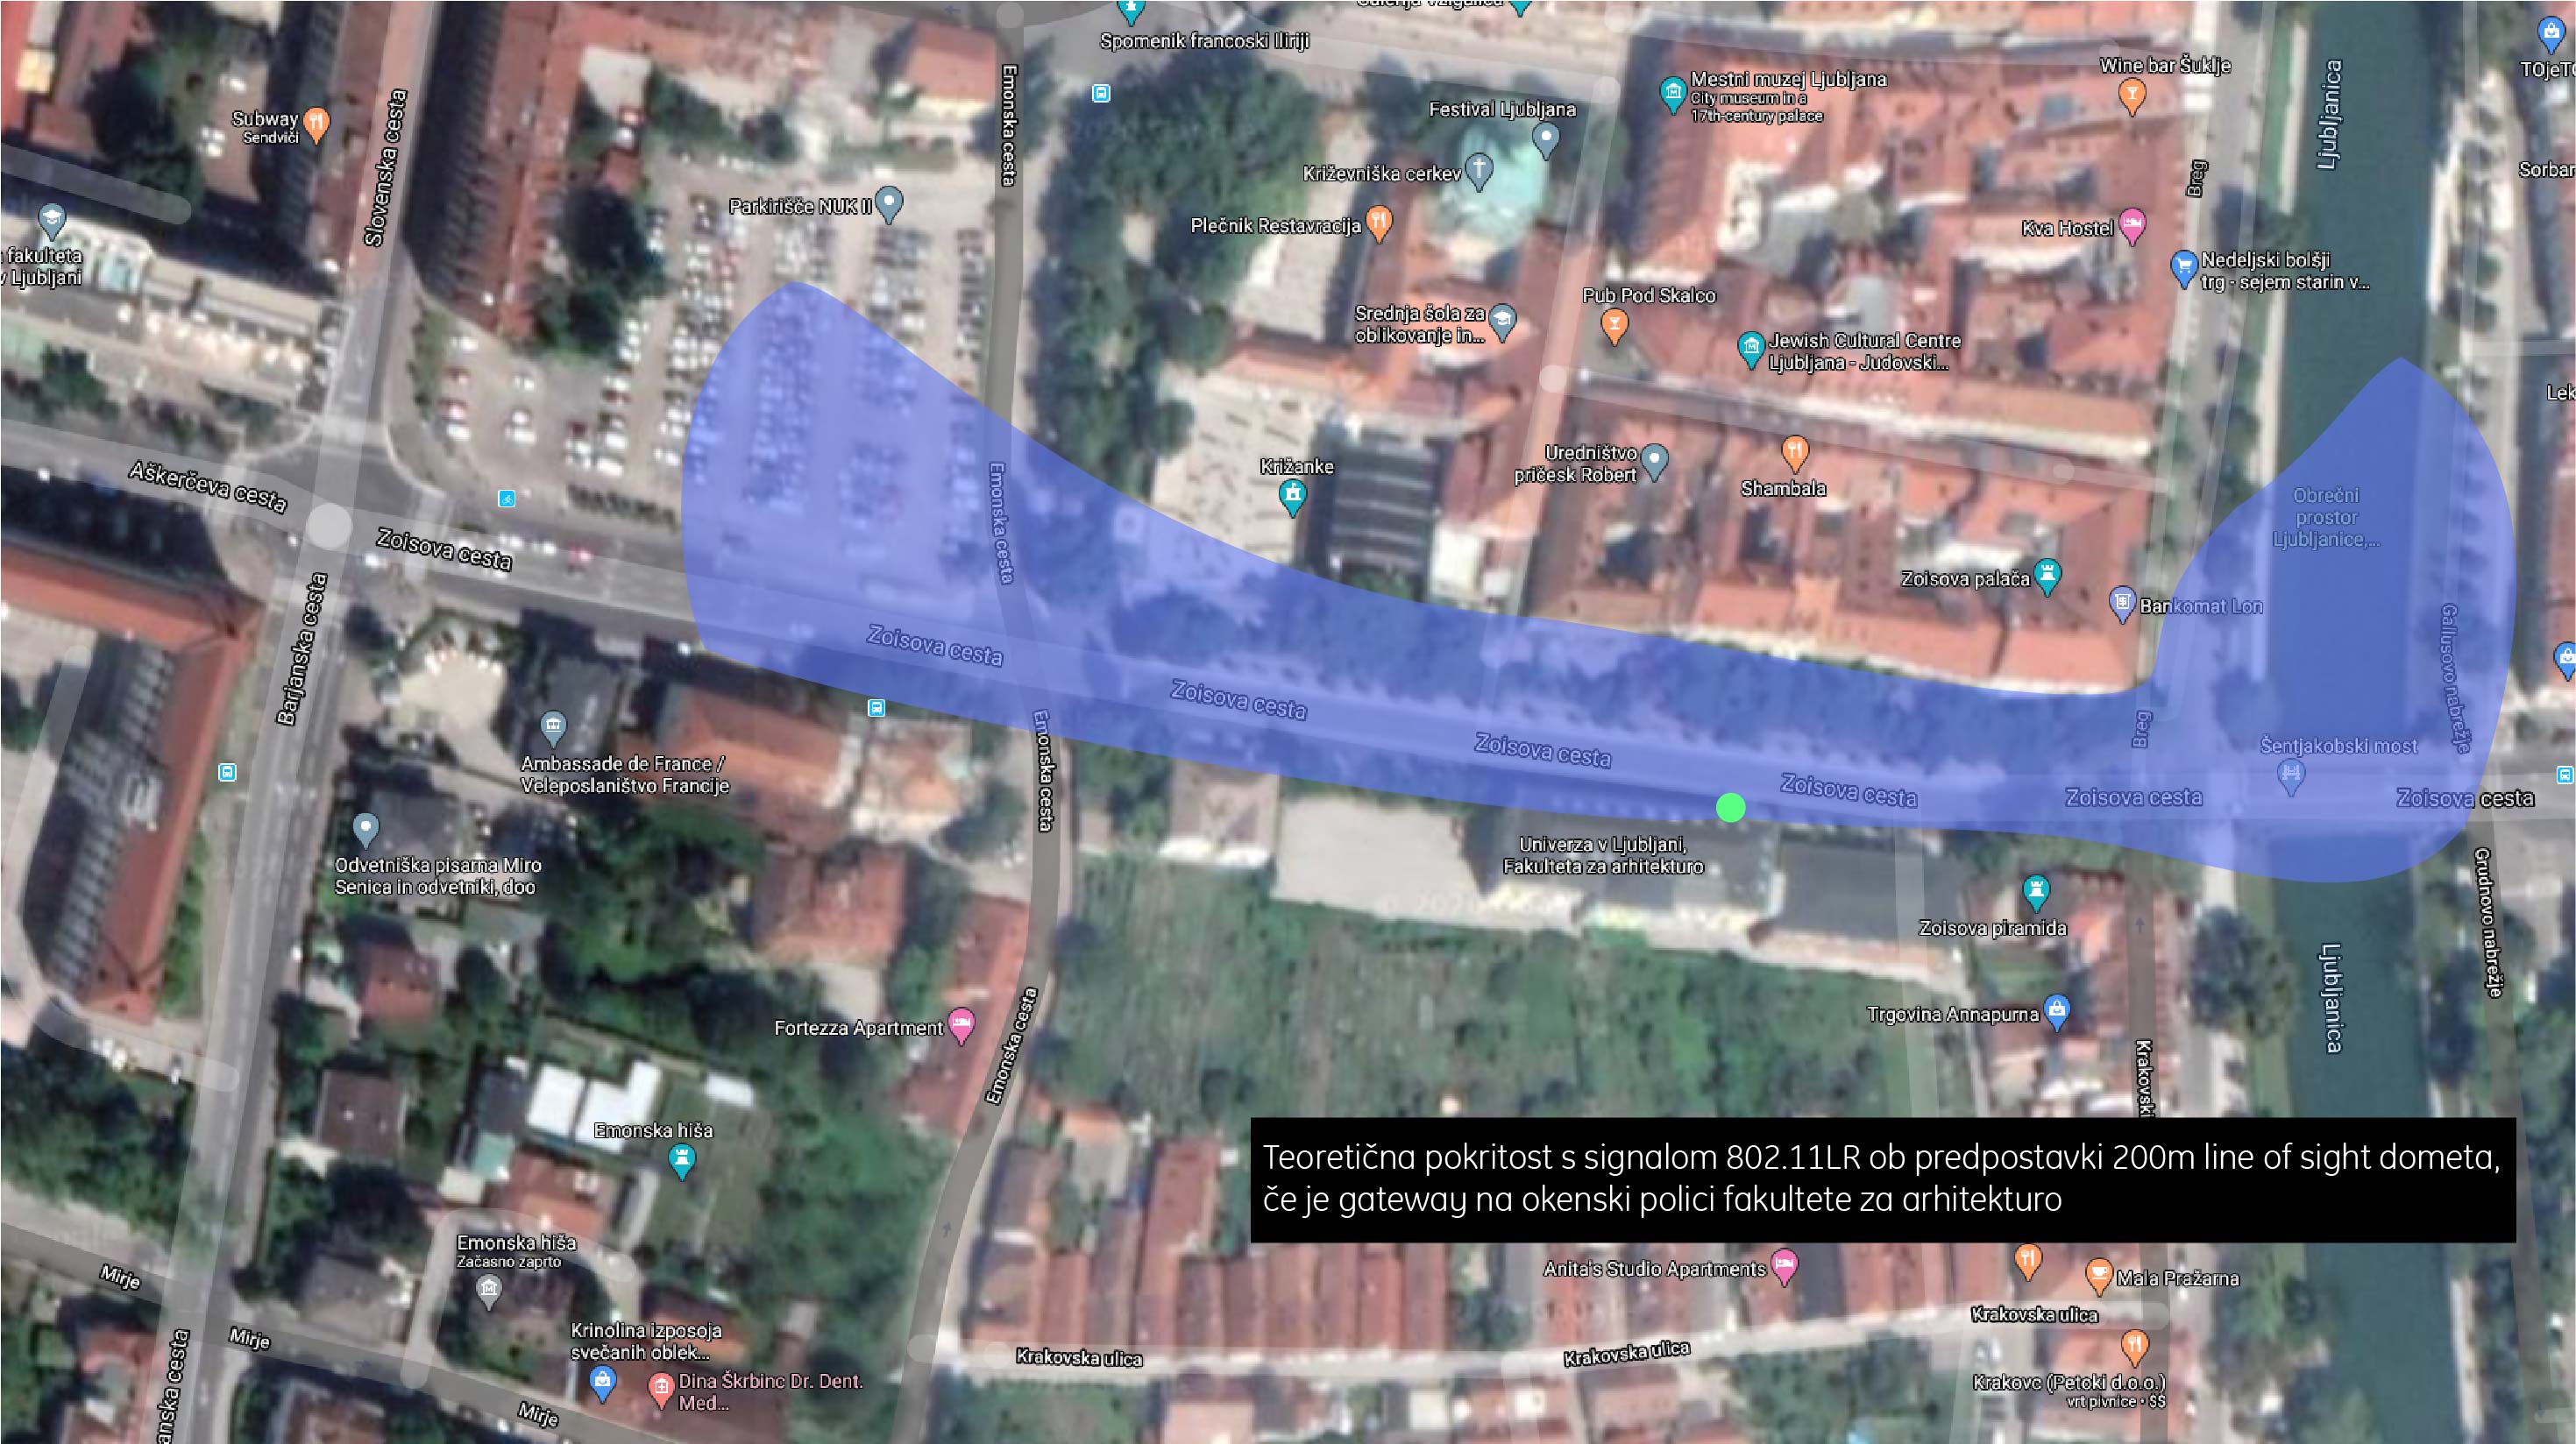 Galerija Vžigalica
Spomenik francoski Iliriji
Emonska cesta
Mestni muzej Ljubljana
City museum in a
17th-century palace
Wine bar Šuklje
Ljubljanica
Subway
Sendviči
Slovenska cesta
Festival Ljubljana
Križevniška cerkev
Breg
Sorbar
Parkirišče NUK II
Plečnik Restavracija
Kva Hostel
fakulteta
v Ljubljani
Nedeljski bolšji
trg - sejem starin v...
Srednja šola za
oblikovanje in...
Pub Pod Skalco
Jewish Cultural Centre
Ljubljana - Judovski...
Lek
Aškerčeva cesta
Zoisova cesta
Emonska cesta
Križanke
Uredništvo
pričesk Robert
Shambala
Obrečni
prostor
Ljubljanice,...
Zoisova palača
Bankomat Lon
Gallusovo nabrežje
Barjanska cesta
Zoisova cesta
Zoisova cesta
Zoisova cesta
Zoisova cesta
Breg
Šentjakobski most
Zoisova cesta
Zoisova cesta
Emonska cesta
Ambassade de France /
Veleposlaništvo Francije
Odvetniška pisarna Miro
Senica in odvetniki, doo
Univerza v Ljubljani,
Fakulteta za arhitekturo
Zoisova piramida
Grudnovo nabrežje
Ljubljanica
Fortezza Apartment
Emonska cesta
Trgovina Annapurna
Krakovski
Emonska hiša
Teoretična pokritost s signalom 802.11LR ob predpostavki 200m line of sight dometa,
če je gateway na okenski polici fakultete za arhitekturo
Emonska hiša
Začasno zaprto
Mirje
Anita's Studio Apartments
Mala Pražarna
Krakovska ulica
Mirje
Krinolina izposoja
svečanih oblek...
Krakovska ulica
Krakovska ulica
Dina Škrbinc Dr. Dent.
Med...
Krakovc (Petoki d.o.o.)
vrt pivnice • $$
anska cesta
Mirje